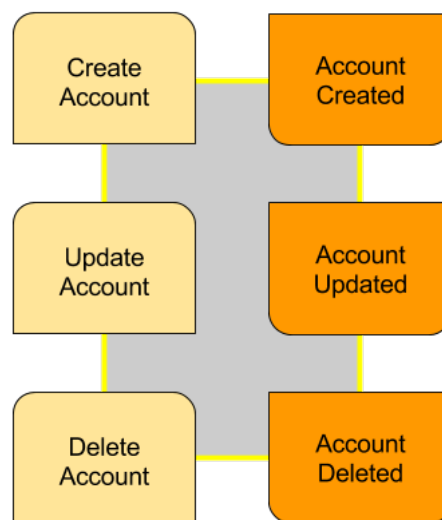 Create
Account
Account
Created
Update
Account
Account
Updated
Delete
Account
Account
Deleted